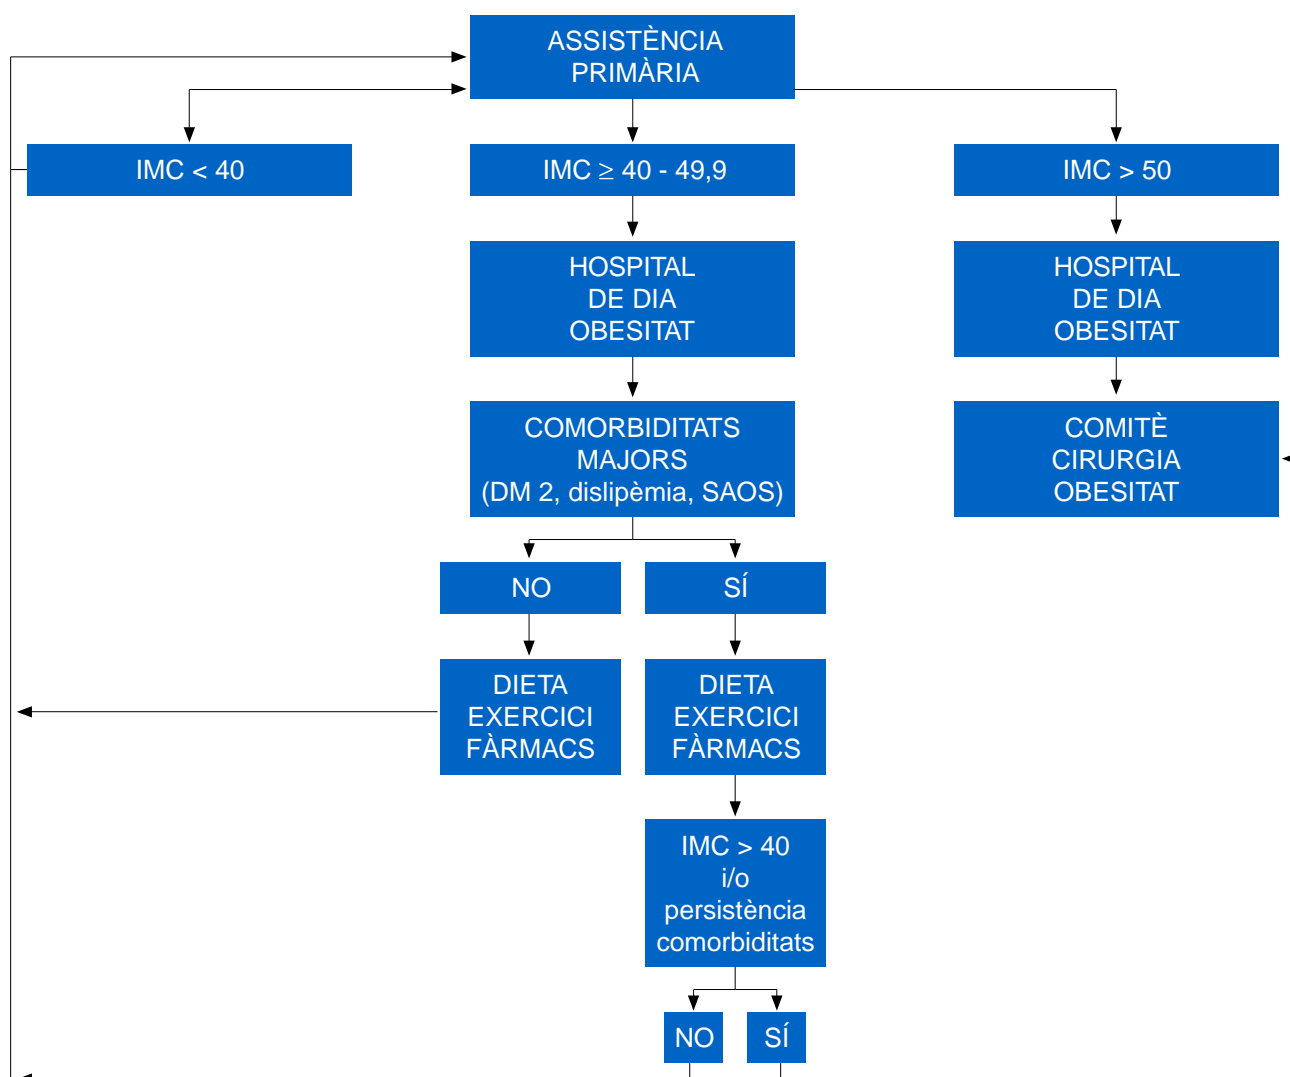 ASSISTÈNCIA
PRIMÀRIA
IMC < 40
IMC ≥ 40 - 49,9
IMC > 50
HOSPITAL
DE DIA
OBESITAT
HOSPITAL
DE DIA
OBESITAT
COMORBIDITATS
MAJORS
(DM 2, dislipèmia, SAOS)
COMITÈ
CIRURGIA
OBESITAT
NO
SÍ
DIETA
EXERCICI
FÀRMACS
DIETA
EXERCICI
FÀRMACS
IMC > 40
i/o
persistència
comorbiditats
NO
SÍ